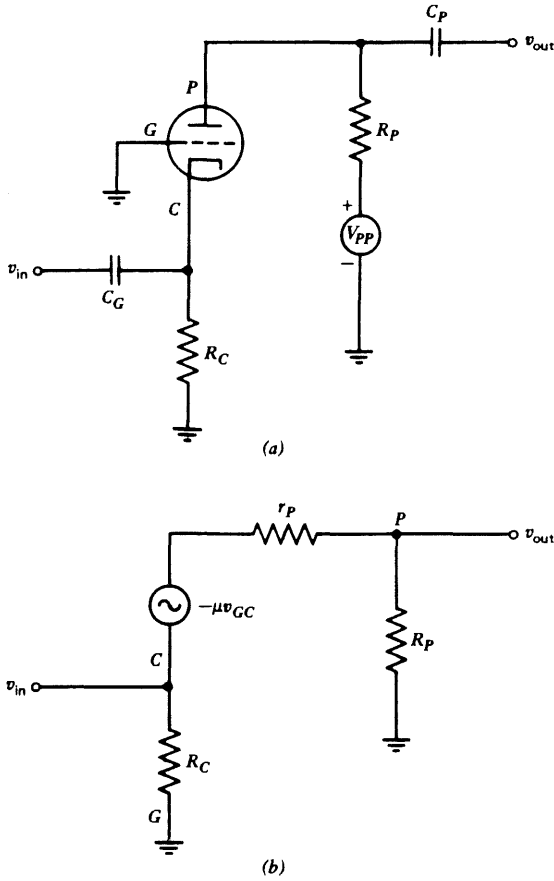 C_P
v_out
P
G
R_P
+
V_PP
−
C
v_in
C_G
R_C
(a)
r_P
P
v_out
−μv_GC
R_P
C
v_in
R_C
G
(b)